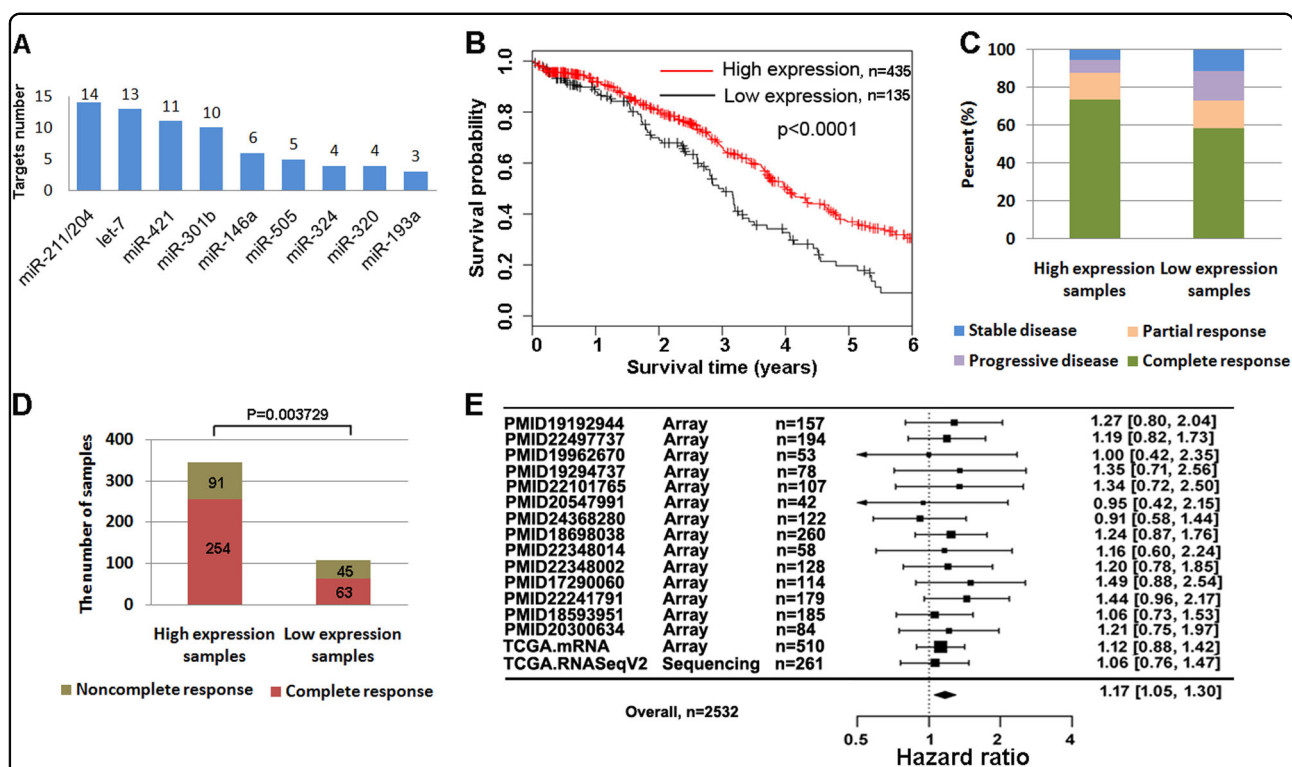 A
Targets number
15
10
5
0
14
13
11
10
6
5
4
4
3
miR-211/204
let-7
miR-421
miR-301b
miR-146a
miR-505
miR-324
miR-320
miR-193a
B
Survival probability
1.0
0.8
0.6
0.4
0.2
0.0
High expression, n=435
Low expression, n=135
p<0.0001
0 1 2 3 4 5 6
Survival time (years)
C
Percent (%)
100
80
60
40
20
0
High expression samples
Low expression samples
Stable disease
Partial response
Progressive disease
Complete response
D
P=0.003729
The number of samples
400
300
200
100
0
91
254
45
63
High expression samples
Low expression samples
Noncomplete response
Complete response
E
PMID19192944 Array n=157 1.27 [0.80, 2.04]
PMID22497737 Array n=194 1.19 [0.82, 1.73]
PMID19962670 Array n=53 1.00 [0.42, 2.35]
PMID19294737 Array n=78 1.35 [0.71, 2.56]
PMID22101765 Array n=107 1.34 [0.72, 2.50]
PMID20547991 Array n=42 0.95 [0.42, 2.15]
PMID24368280 Array n=122 0.91 [0.58, 1.44]
PMID18698038 Array n=260 1.24 [0.87, 1.76]
PMID22348014 Array n=58 1.16 [0.60, 2.24]
PMID22348002 Array n=128 1.20 [0.78, 1.85]
PMID17290060 Array n=114 1.49 [0.88, 2.54]
PMID22241791 Array n=179 1.44 [0.96, 2.17]
PMID18593951 Array n=185 1.06 [0.73, 1.53]
PMID20300634 Array n=84 1.21 [0.75, 1.97]
TCGA.mRNA Array n=510 1.12 [0.88, 1.42]
TCGA.RNASeqV2 Sequencing n=261 1.06 [0.76, 1.47]
1.17 [1.05, 1.30]
Overall, n=2532
0.5 1 2 4
Hazard ratio